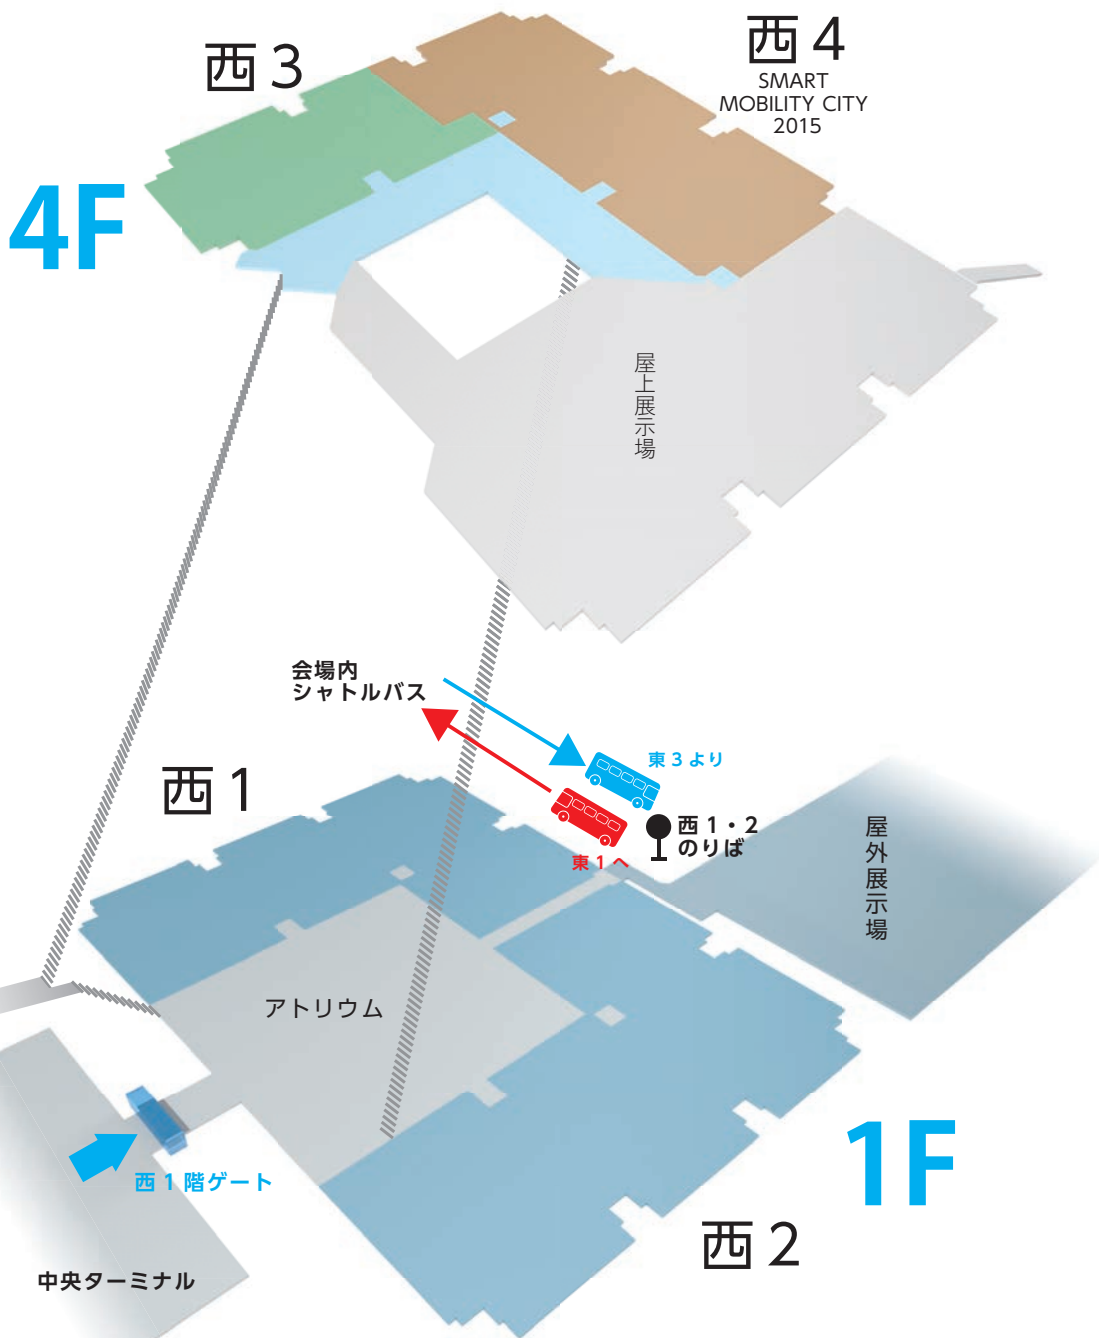 西3
西4
SMART
MOBILITY CITY
2015
4F
屋上展示場
会場内
シャトルバス
東3より
西1
西1・2
のりば
東1へ
屋外展示場
アトリウム
1F
西1階ゲート
西2
中央ターミナル